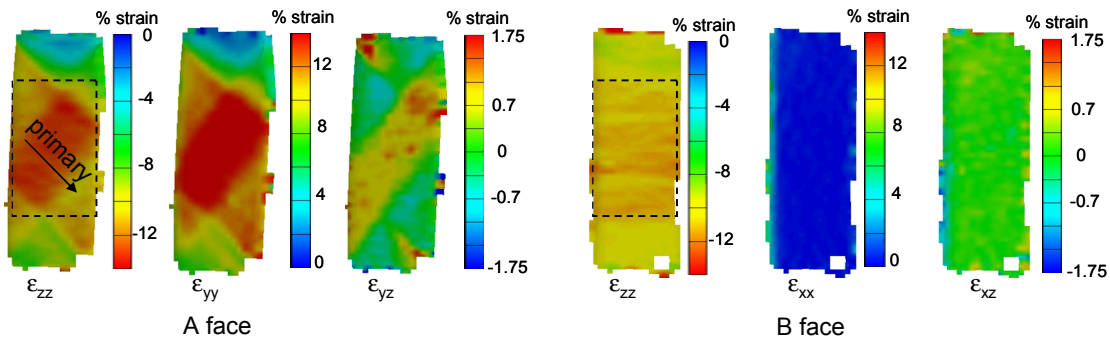 % strain
0
-4
-8
-12
primary
εzz
% strain
12
8
4
0
εyy
% strain
1.75
0.7
0
-0.7
-1.75
εyz
A face
% strain
0
-4
-8
-12
εzz
% strain
12
8
4
0
εxx
% strain
1.75
0.7
0
-0.7
-1.75
εxz
B face